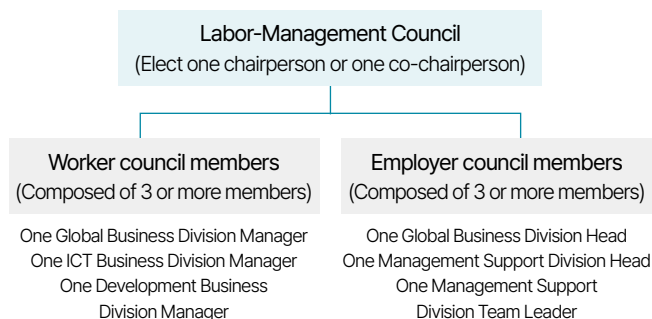 Labor-Management Council
(Elect one chairperson or one co-chairperson)
Worker council members
(Composed of 3 or more members)
One Global Business Division Manager
One ICT Business Division Manager
One Development Business
Division Manager
Employer council members
(Composed of 3 or more members)
One Global Business Division Head
One Management Support Division Head
One Management Support
Division Team Leader